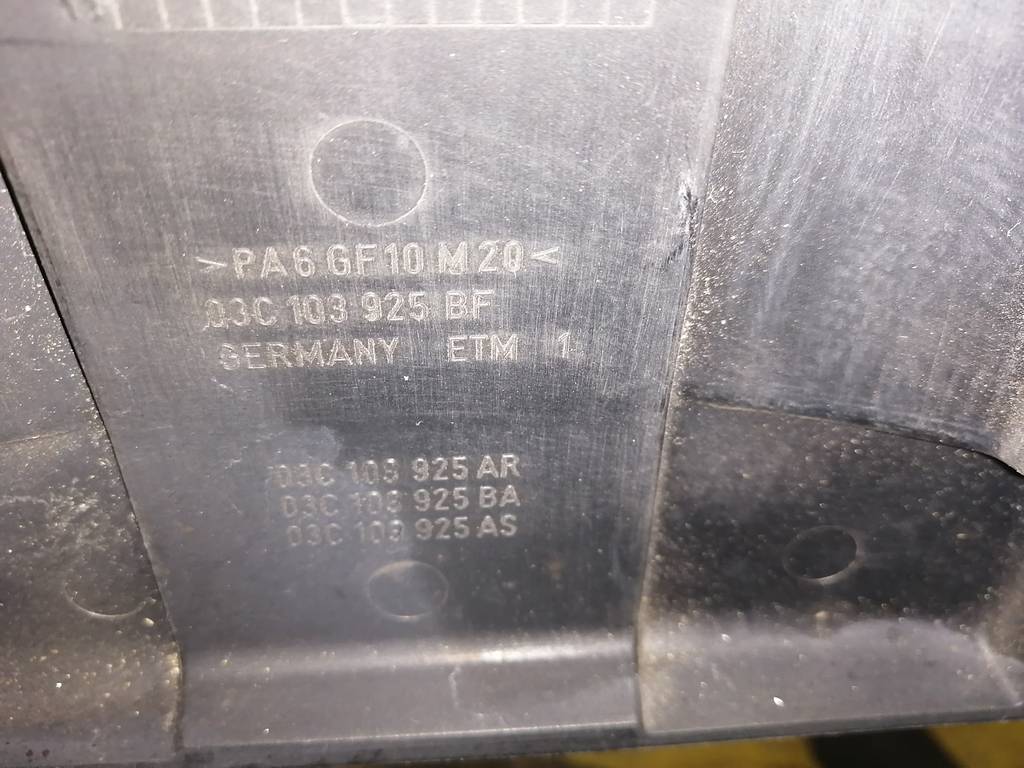 >PA6 GF10 M20<
03C 103 925 BF
GERMANY ETM 1
03C 103 925 AR
03C 103 925 BA
03C 103 925 AS